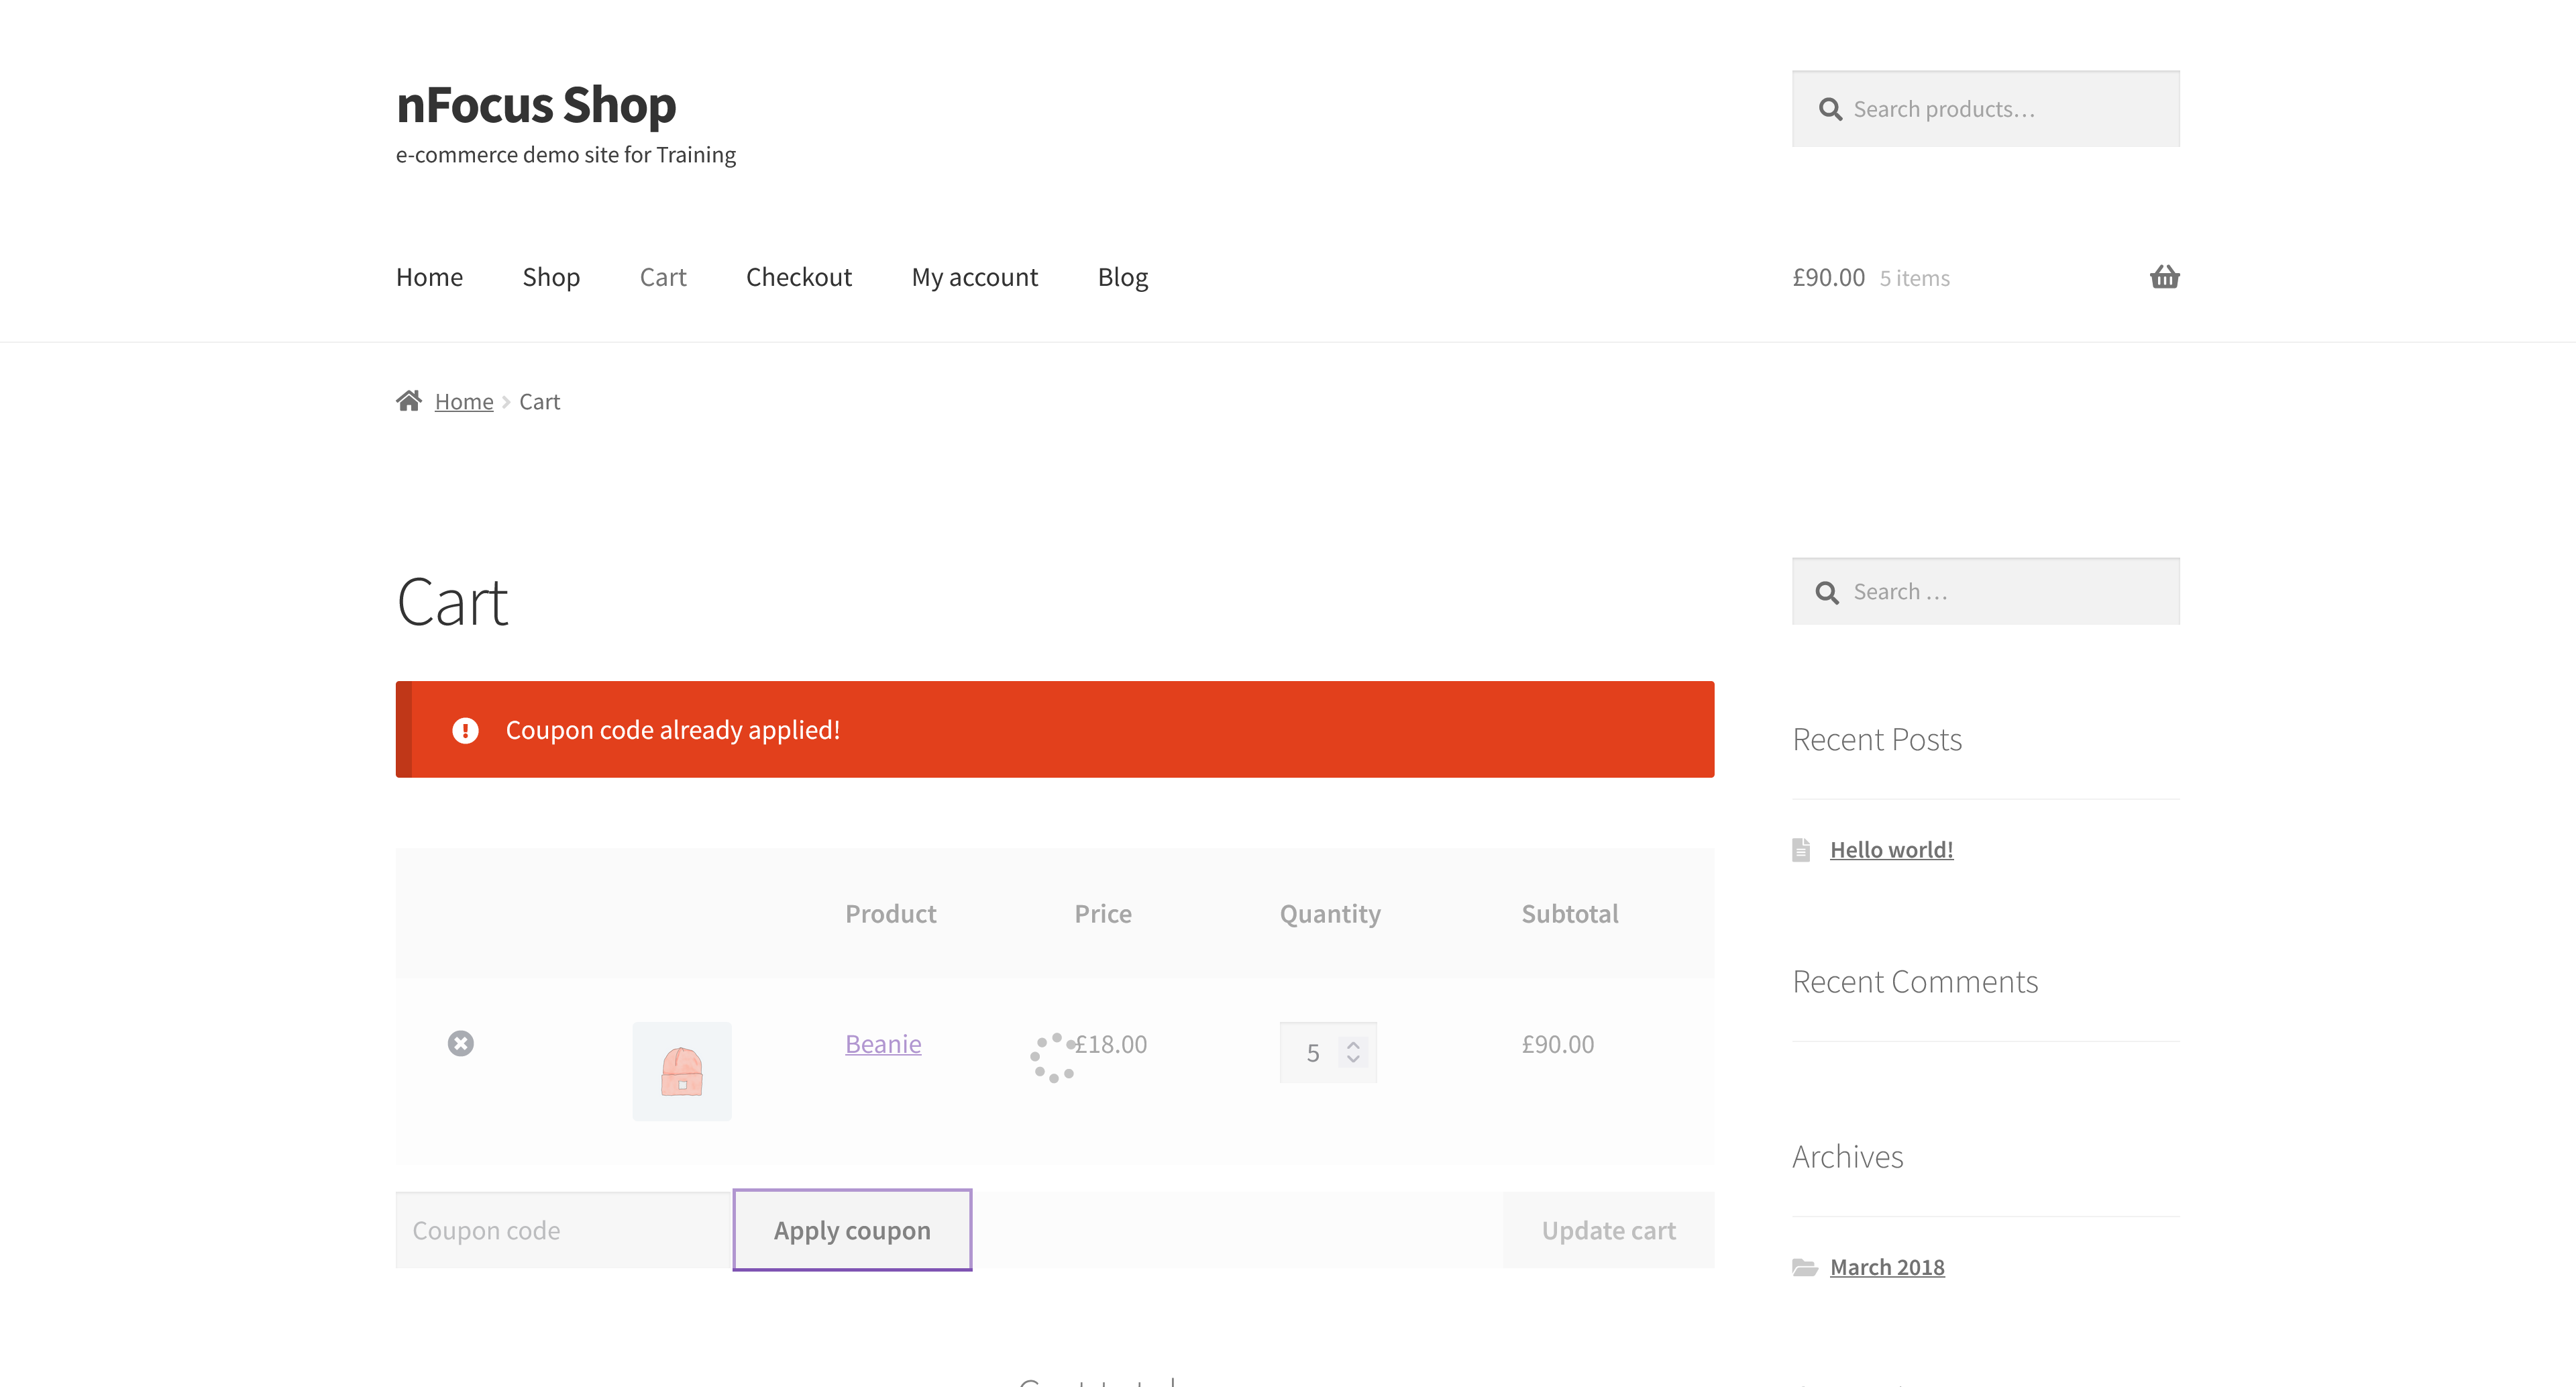 nFocus Shop
e-commerce demo site for Training
Search products…
Home Shop Cart Checkout My account Blog
£90.00 5 items
Home Cart
Cart
Coupon code already applied!
Product Price Quantity Subtotal
Beanie £18.00 5 £90.00
Coupon code Apply coupon Update cart
Search …
Recent Posts
Hello world!
Recent Comments
Archives
March 2018